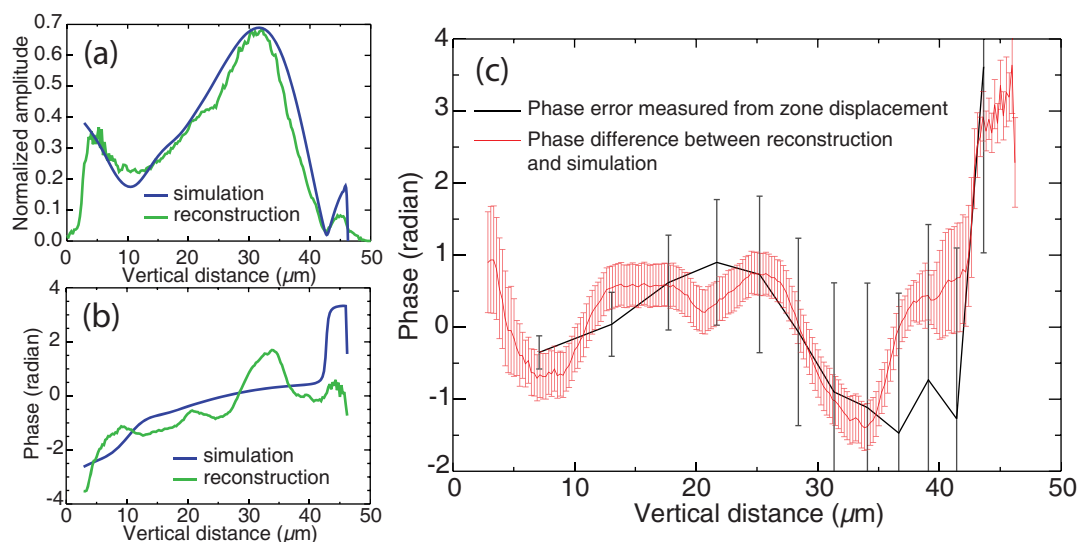 (a)
Normalized amplitude
0.7
0.6
0.5
0.4
0.3
0.2
0.1
0.0
simulation
reconstruction
0 10 20 30 40 50
Vertical distance (µm)
(b)
Phase (radian)
4
2
0
-2
-4
simulation
reconstruction
0 10 20 30 40 50
Vertical distance (µm)
(c)
Phase (radian)
4
3
2
1
0
-1
-2
Phase error measured from zone displacement
Phase difference between reconstruction
and simulation
0 10 20 30 40 50
Vertical distance (µm)